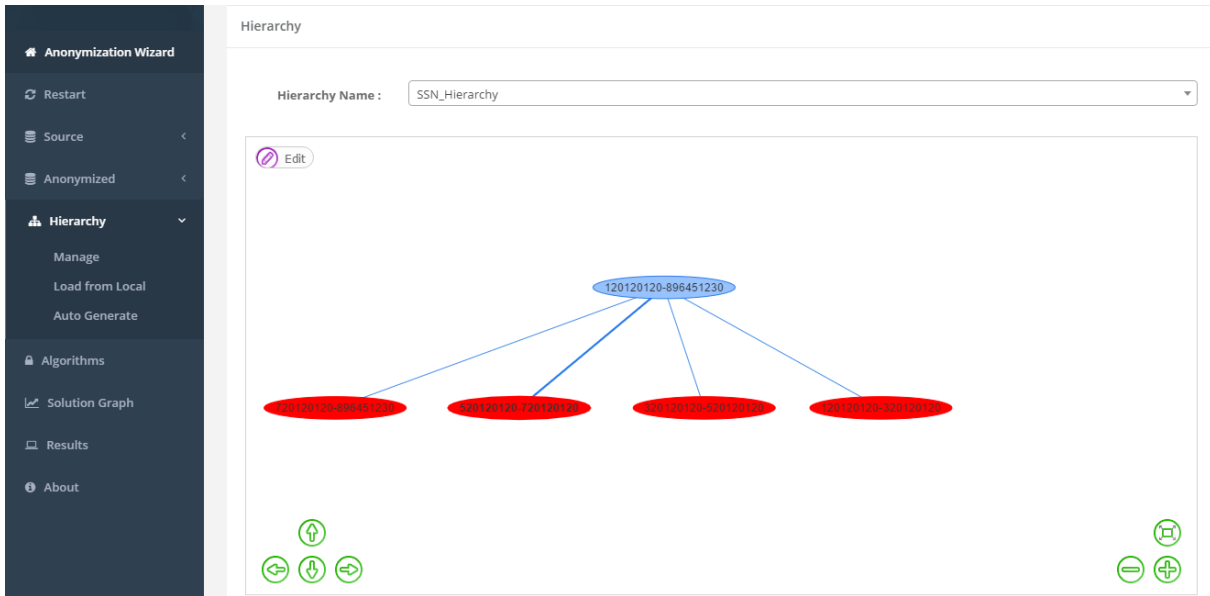 Anonymization Wizard
Restart
Source
Anonymized
Hierarchy
Manage
Load from Local
Auto Generate
Algorithms
Solution Graph
Results
About
Hierarchy
Hierarchy Name :
SSN_Hierarchy
Edit
120120120-896451230
720120120-896451230
520120120-720120120
320120120-520120120
120120120-320120120